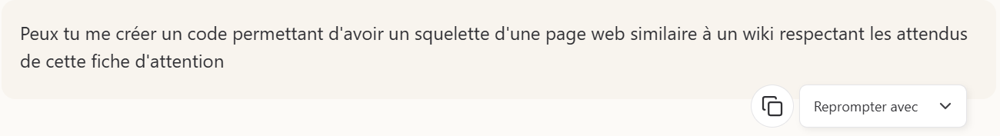 Peux tu me créer un code permettant d'avoir un squelette d'une page web similaire à un wiki respectant les attendus
de cette fiche d'attention
Reprompter avec